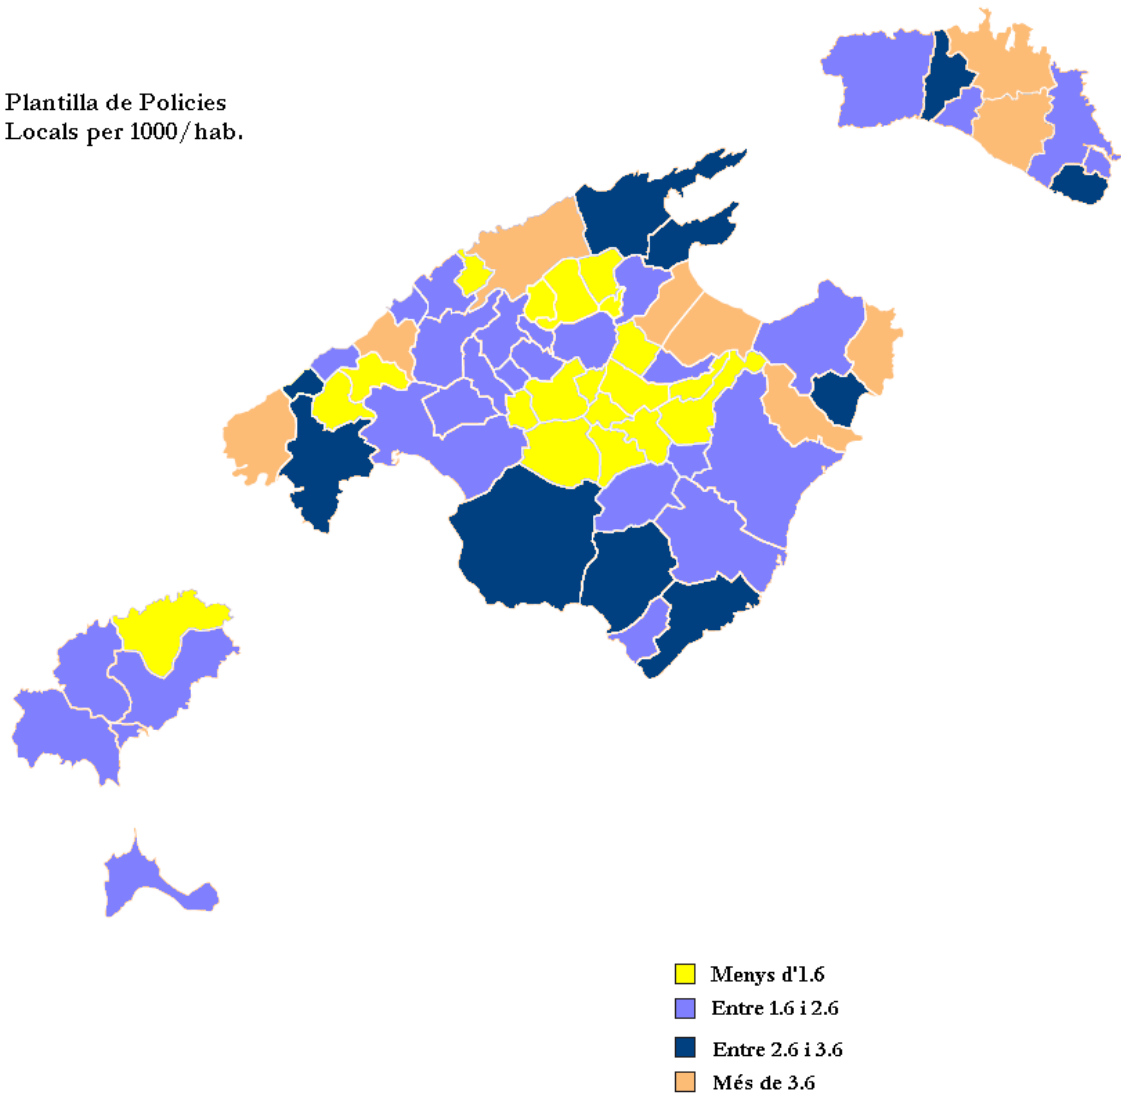 Plantilla de Policies
Locals per 1000/hab.
Menys d'1.6
Entre 1.6 i 2.6
Entre 2.6 i 3.6
Més de 3.6